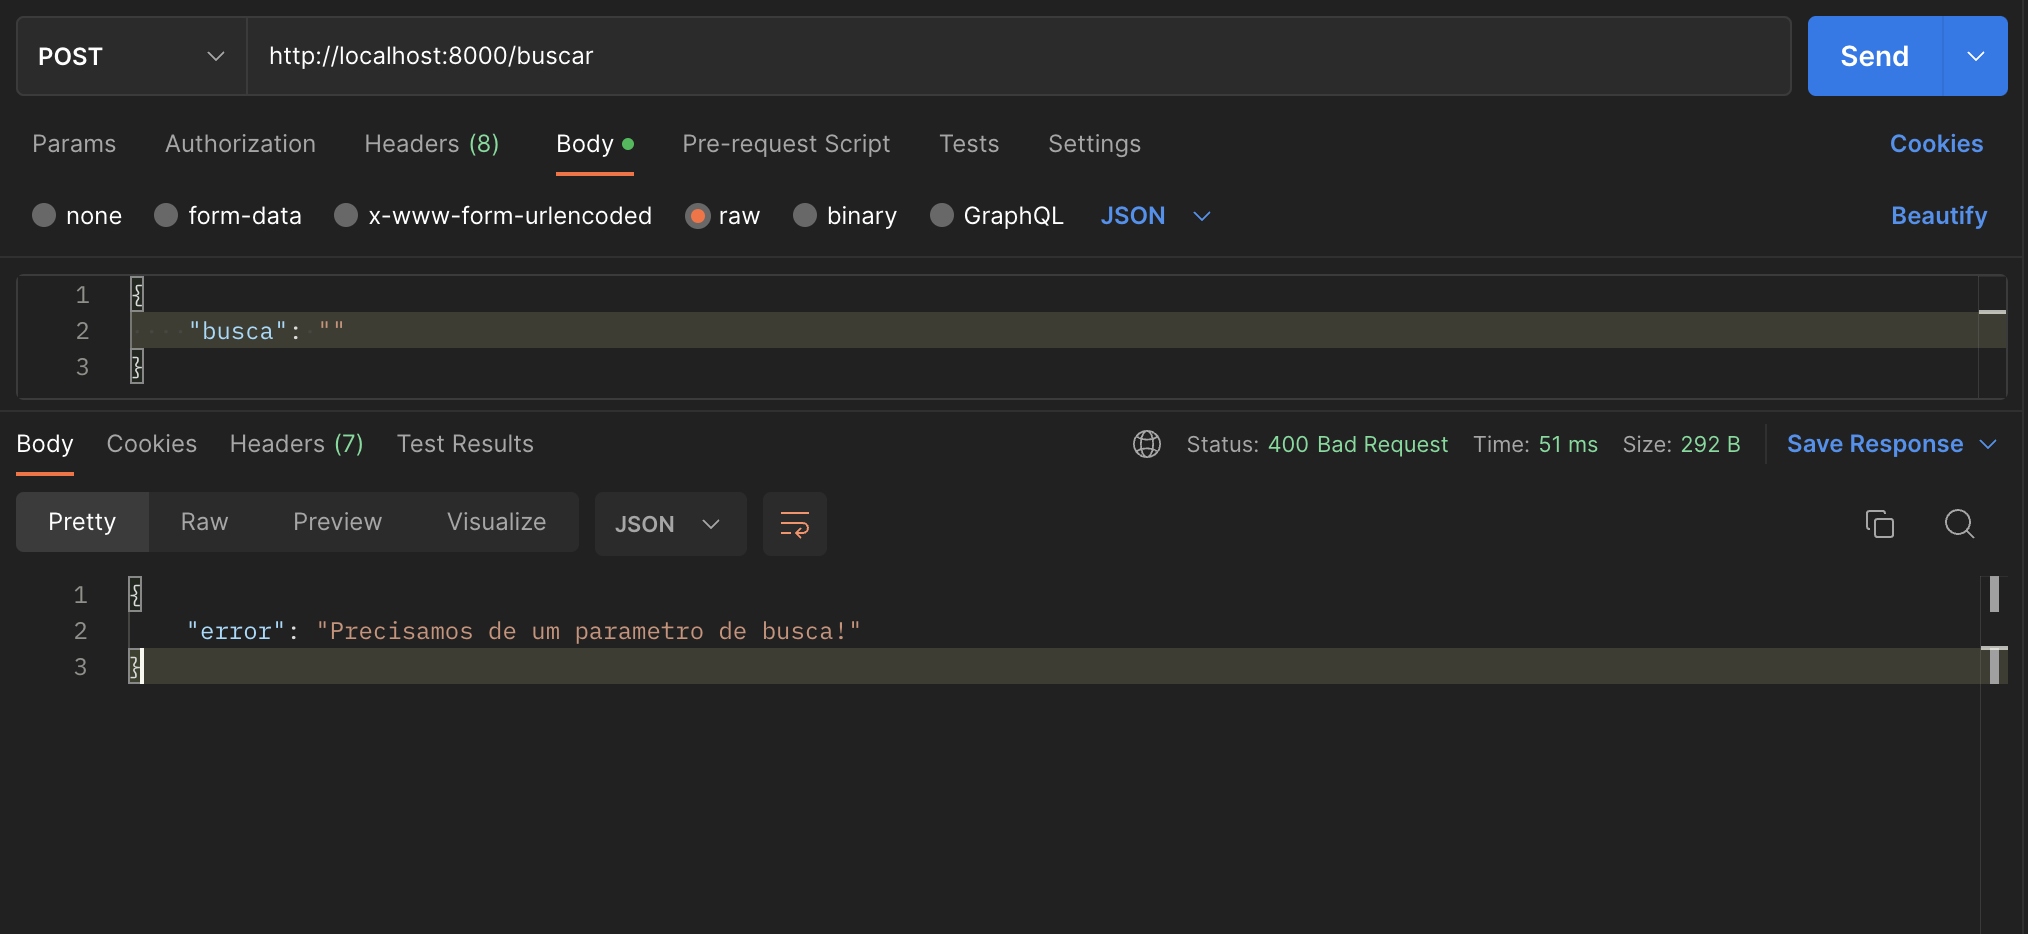 POST http://localhost:8000/buscar Send
Params Authorization Headers (8) Body Pre-request Script Tests Settings Cookies
none form-data x-www-form-urlencoded raw binary GraphQL JSON Beautify
1 {
2 "busca": ""
3 }
Body Cookies Headers (7) Test Results Status: 400 Bad Request Time: 51 ms Size: 292 B Save Response
Pretty Raw Preview Visualize JSON
1 {
2 "error": "Precisamos de um parametro de busca!"
3 }